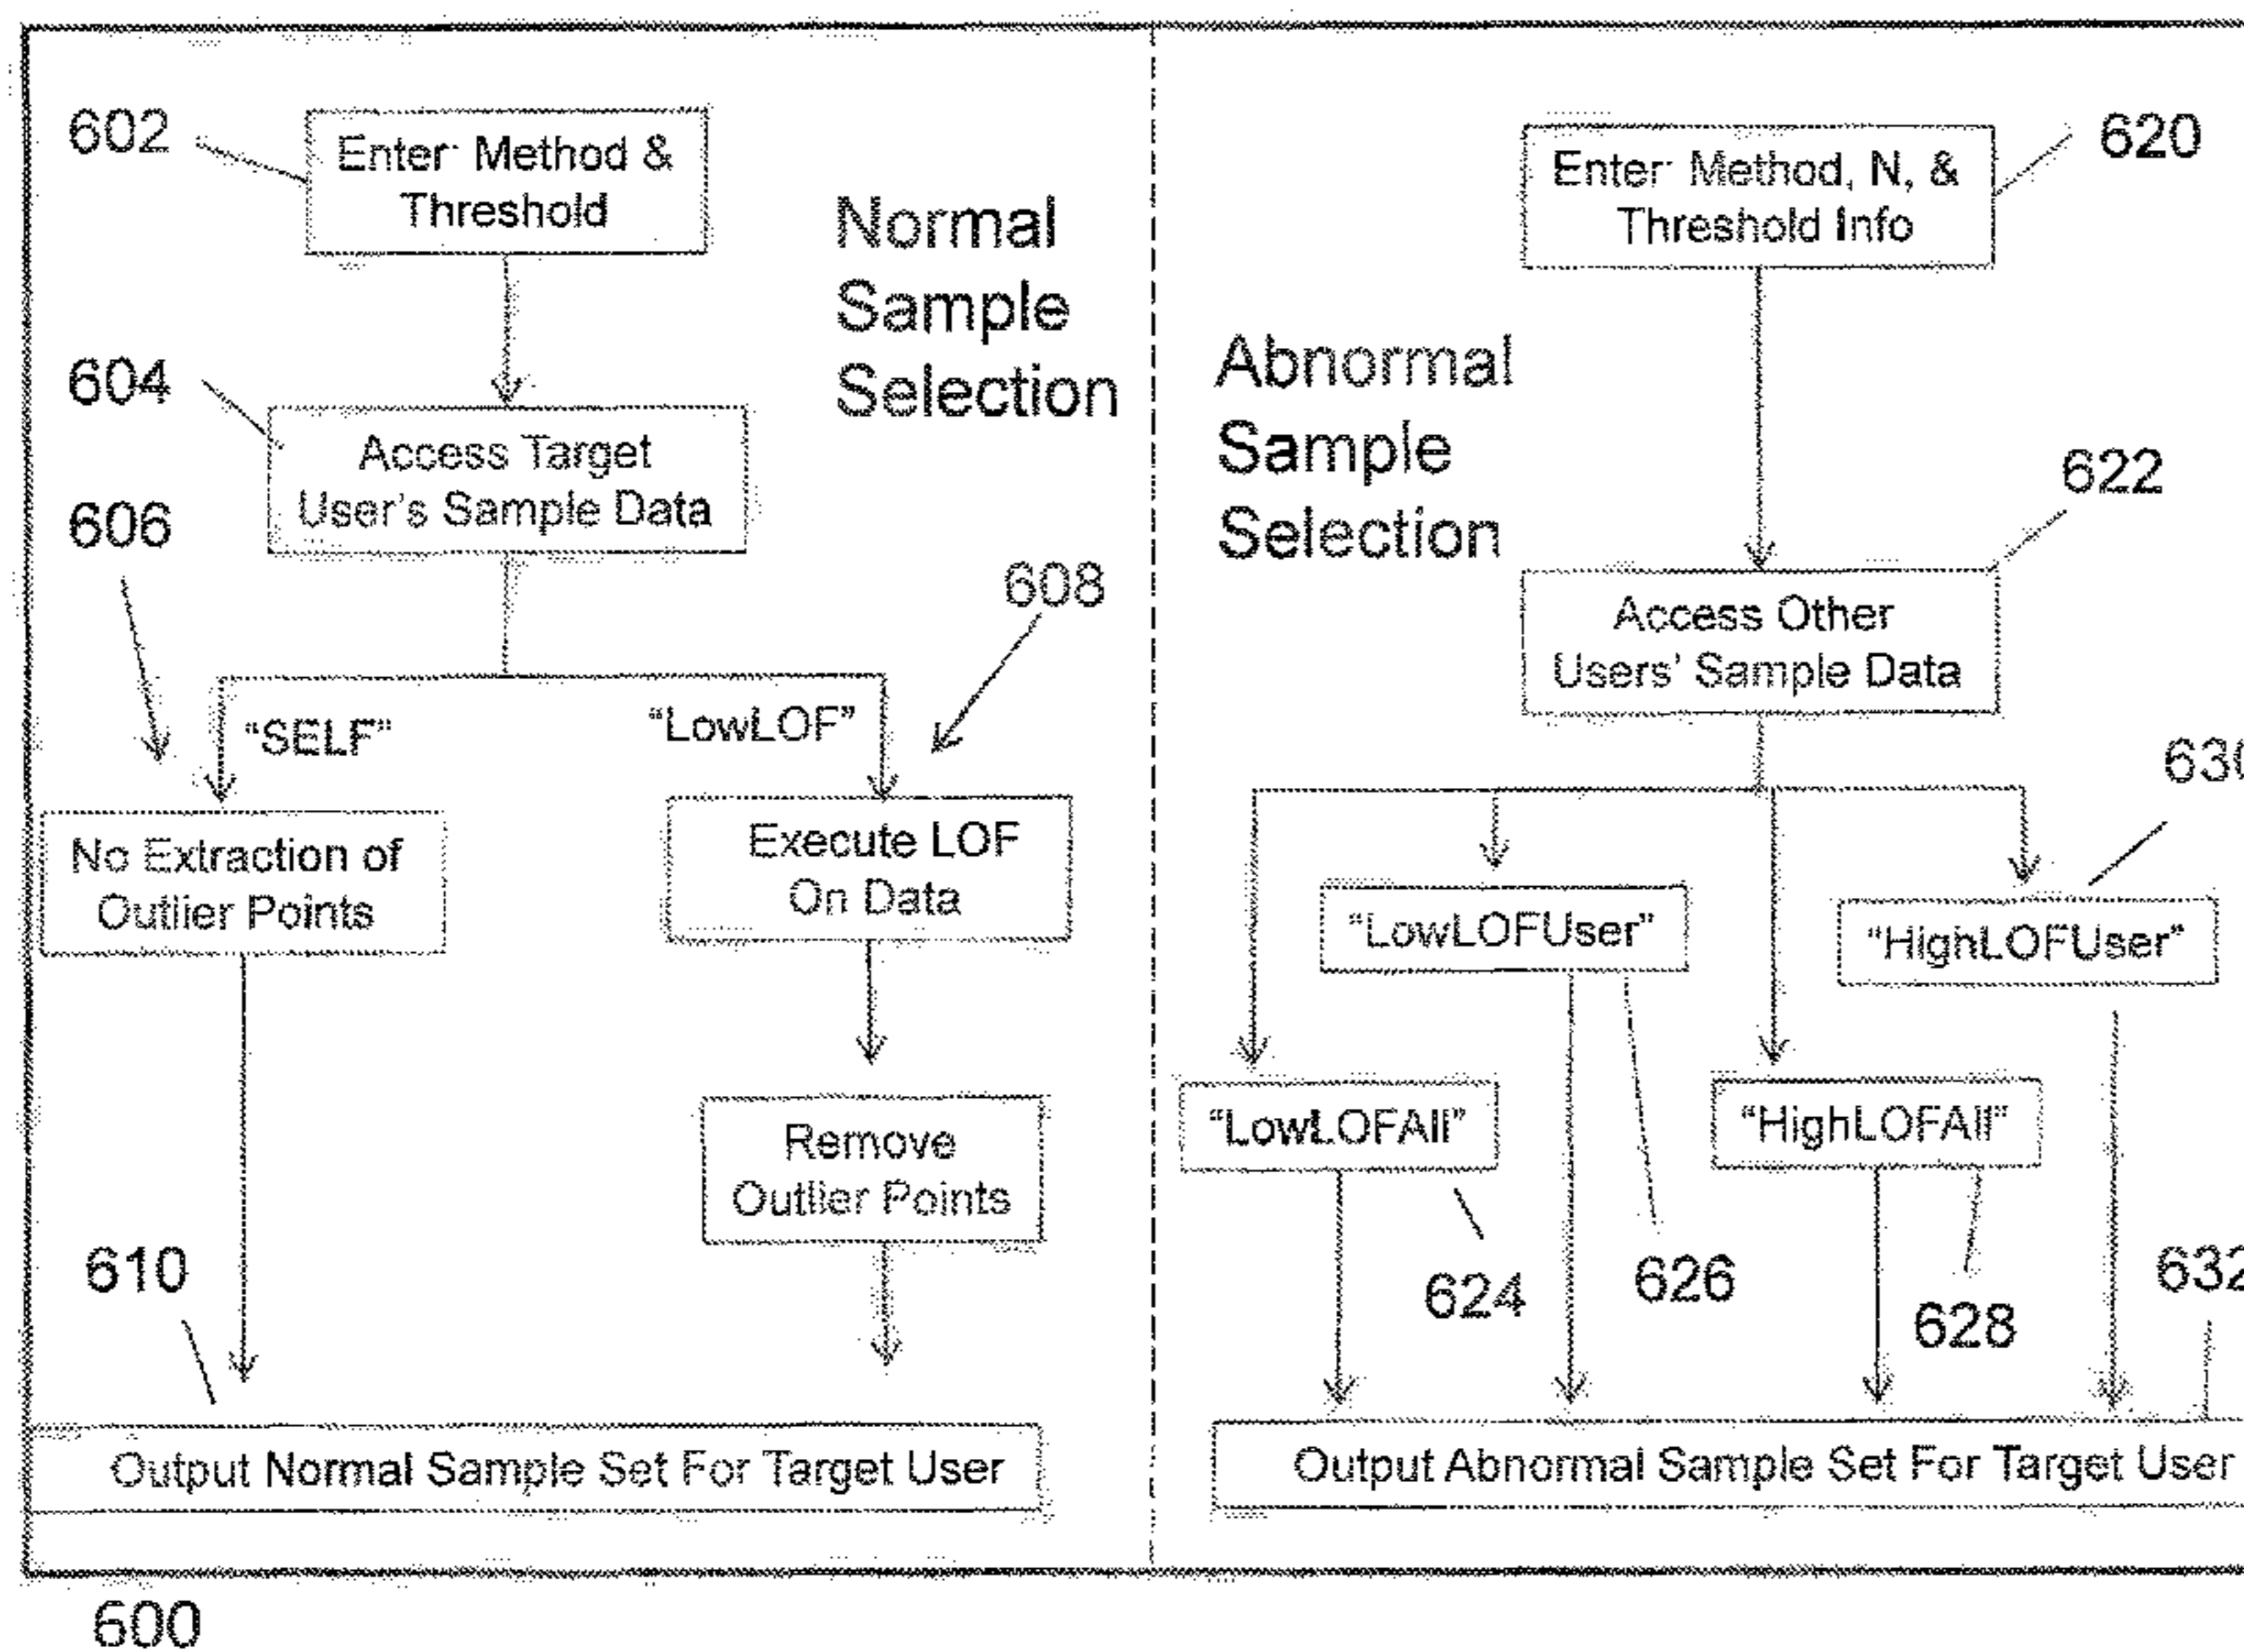 602
Enter Method &
Threshold
Normal
Sample
Selection
604
Access Target
User's Sample Data
606
608
"SELF"
"LowLOF"
No Extraction of
Outlier Points
Execute LOF
On Data
Remove
Outlier Points
610
Output Normal Sample Set For Target User
600
620
Enter Method, N, &
Threshold Info
Abnormal
Sample
Selection
622
Access Other
Users' Sample Data
630
"LowLOFUser"
"HighLOFUser"
"LowLOFAll"
"HighLOFAll"
624
626
628
632
Output Abnormal Sample Set For Target User